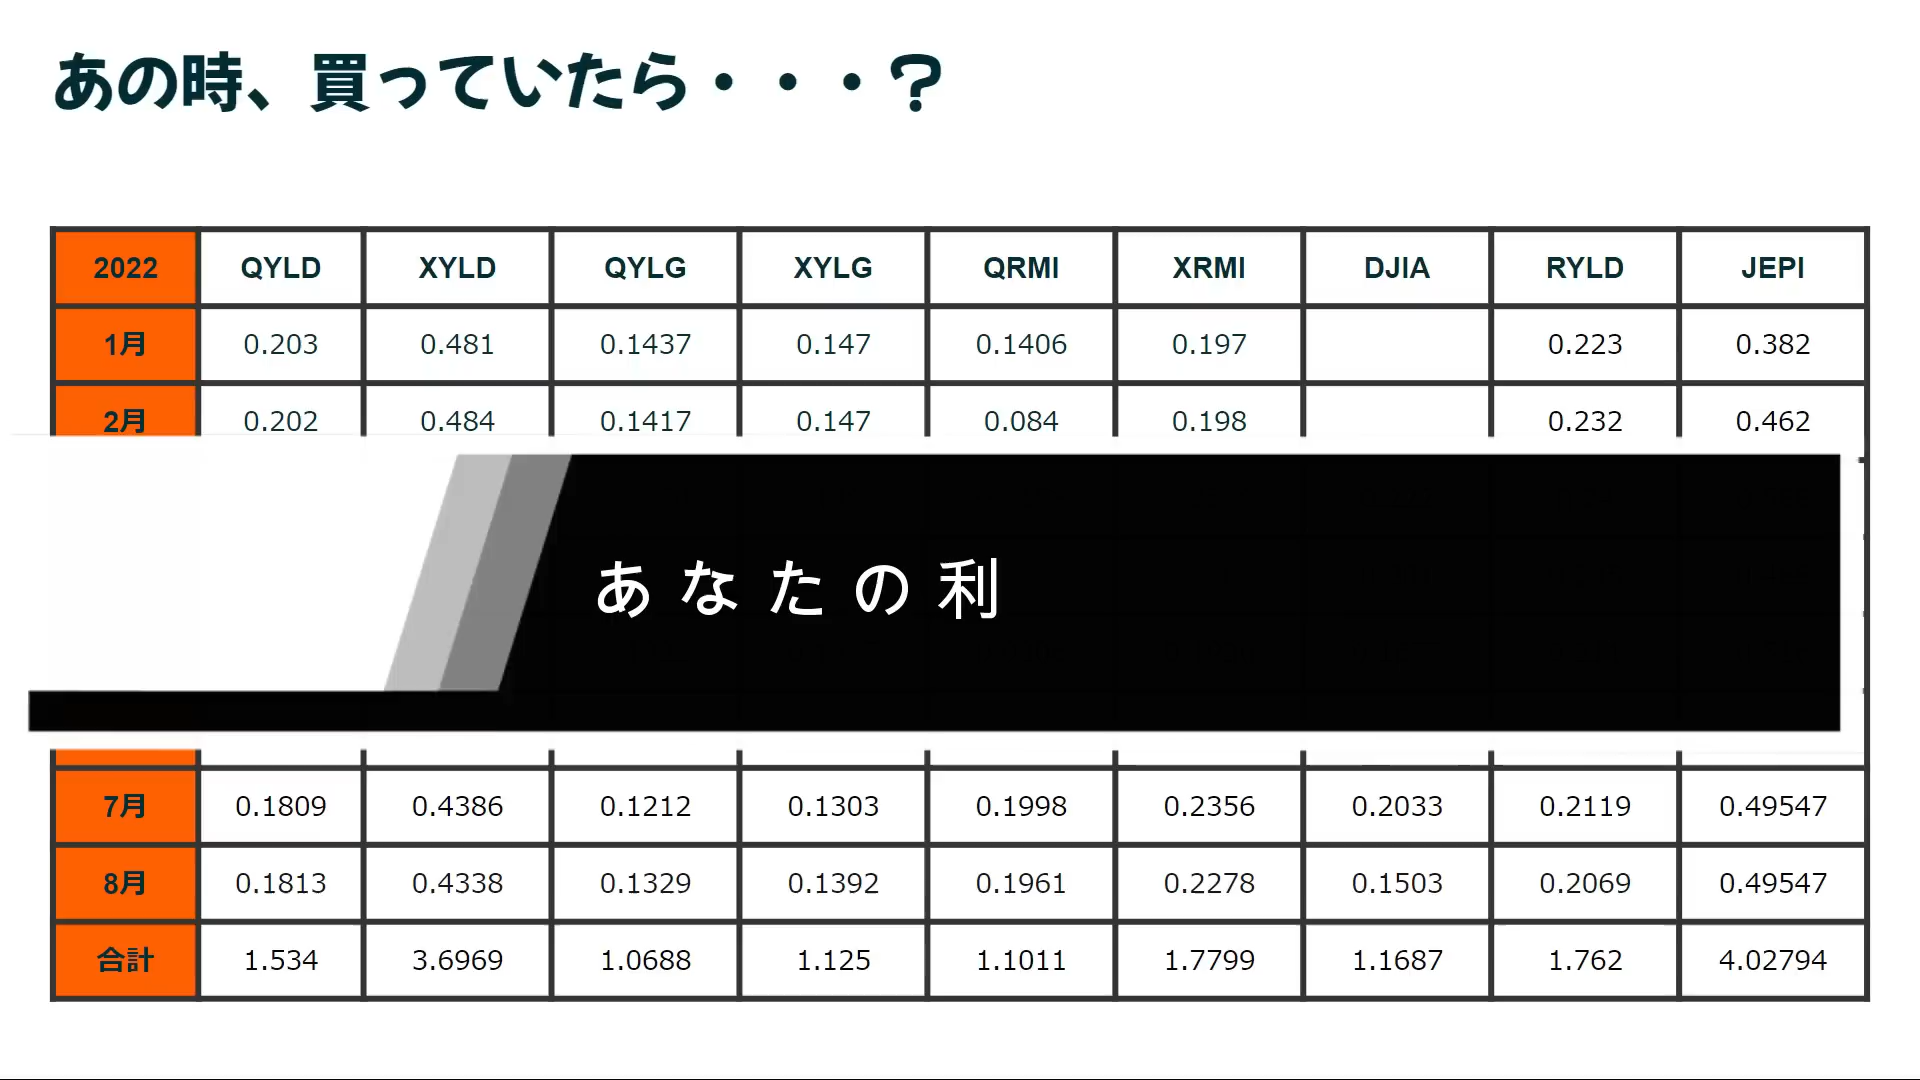 あの時、買っていたら・・・？
2022 QYLD XYLD QYLG XYLG QRMI XRMI DJIA RYLD JEPI
1月 0.203 0.481 0.1437 0.147 0.1406 0.197 0.223 0.382
2月 0.202 0.484 0.1417 0.147 0.084 0.198 0.232 0.462
あなたの利
7月 0.1809 0.4386 0.1212 0.1303 0.1998 0.2356 0.2033 0.2119 0.49547
8月 0.1813 0.4338 0.1329 0.1392 0.1961 0.2278 0.1503 0.2069 0.49547
合計 1.534 3.6969 1.0688 1.125 1.1011 1.7799 1.1687 1.762 4.02794